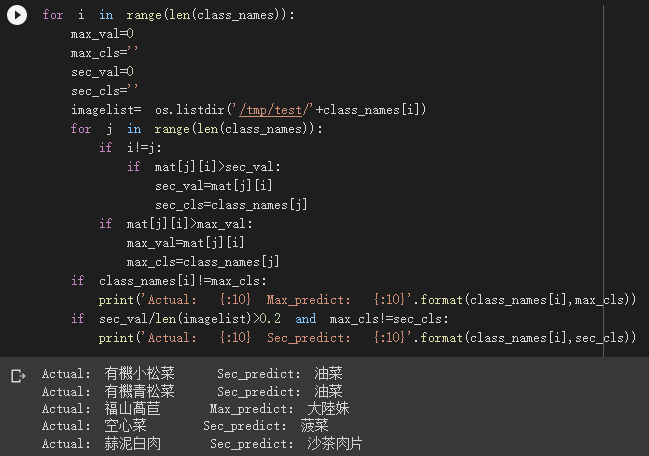 for i in range(len(class_names)):
    max_val=0
    max_cls=''
    sec_val=0
    sec_cls=''
    imagelist= os.listdir('/tmp/test/'+class_names[i])
    for j in range(len(class_names)):
        if i!=j:
            if mat[j][i]>sec_val:
                sec_val=mat[j][i]
                sec_cls=class_names[j]
        if mat[j][i]>max_val:
            max_val=mat[j][i]
            max_cls=class_names[j]
    if class_names[i]!=max_cls:
        print('Actual: {:10} Max_predict: {:10}'.format(class_names[i],max_cls))
    if sec_val/len(imagelist)>0.2 and max_cls!=sec_cls:
        print('Actual: {:10} Sec_predict: {:10}'.format(class_names[i],sec_cls))
Actual: 有機小松菜 Sec_predict: 油菜
Actual: 有機青松菜 Sec_predict: 油菜
Actual: 福山萵苣 Max_predict: 大陸妹
Actual: 空心菜 Sec_predict: 菠菜
Actual: 蒜泥白肉 Sec_predict: 沙茶肉片